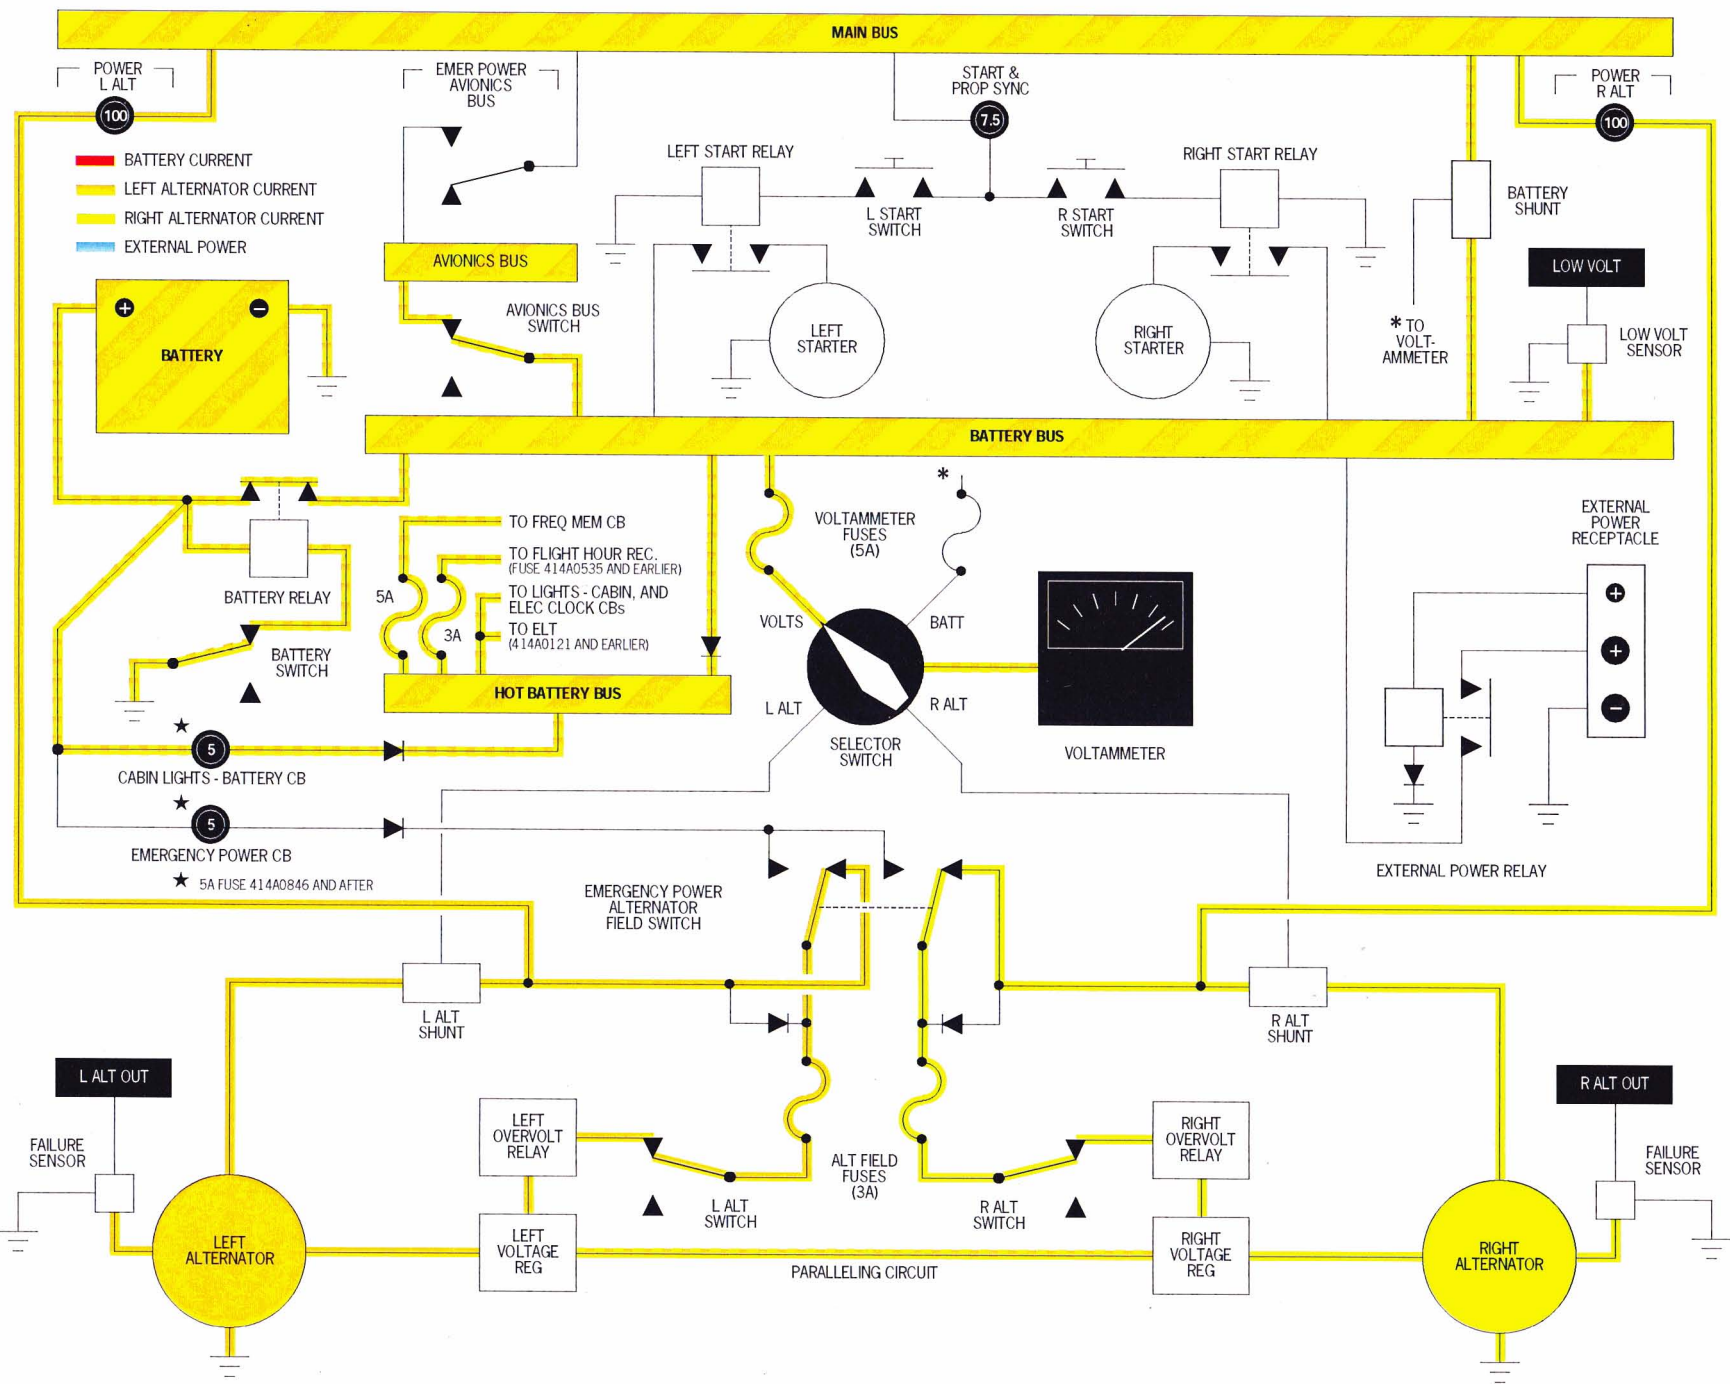 MAIN BUS
POWER
L ALT
100
EMER POWER
AVIONICS
BUS
START &
PROP SYNC
7.5
POWER
R ALT
100
BATTERY CURRENT
LEFT ALTERNATOR CURRENT
RIGHT ALTERNATOR CURRENT
EXTERNAL POWER
LEFT START RELAY
L START
SWITCH
R START
SWITCH
RIGHT START RELAY
BATTERY
SHUNT
AVIONICS BUS
AVIONICS BUS
SWITCH
LEFT
STARTER
RIGHT
STARTER
* TO
VOLT-
AMMETER
LOW VOLT
LOW VOLT
SENSOR
+
−
BATTERY
BATTERY BUS
BATTERY RELAY
BATTERY
SWITCH
5A
3A
TO FREQ MEM CB
TO FLIGHT HOUR REC.
(FUSE 414A0535 AND EARLIER)
TO LIGHTS - CABIN, AND
ELEC CLOCK CBs
TO ELT
(414A0121 AND EARLIER)
HOT BATTERY BUS
VOLTAMMETER
FUSES
(5A)
*
VOLTS
BATT
L ALT
R ALT
SELECTOR
SWITCH
VOLTAMMETER
EXTERNAL
POWER
RECEPTACLE
+
+
−
EXTERNAL POWER RELAY
★
5
CABIN LIGHTS - BATTERY CB
★
5
EMERGENCY POWER CB
★ 5A FUSE 414A0846 AND AFTER
EMERGENCY POWER
ALTERNATOR
FIELD SWITCH
L ALT
SHUNT
R ALT
SHUNT
L ALT OUT
FAILURE
SENSOR
LEFT
ALTERNATOR
LEFT
OVERVOLT
RELAY
LEFT
VOLTAGE
REG
L ALT
SWITCH
ALT FIELD
FUSES
(3A)
R ALT
SWITCH
RIGHT
OVERVOLT
RELAY
RIGHT
VOLTAGE
REG
PARALLELING CIRCUIT
R ALT OUT
FAILURE
SENSOR
RIGHT
ALTERNATOR